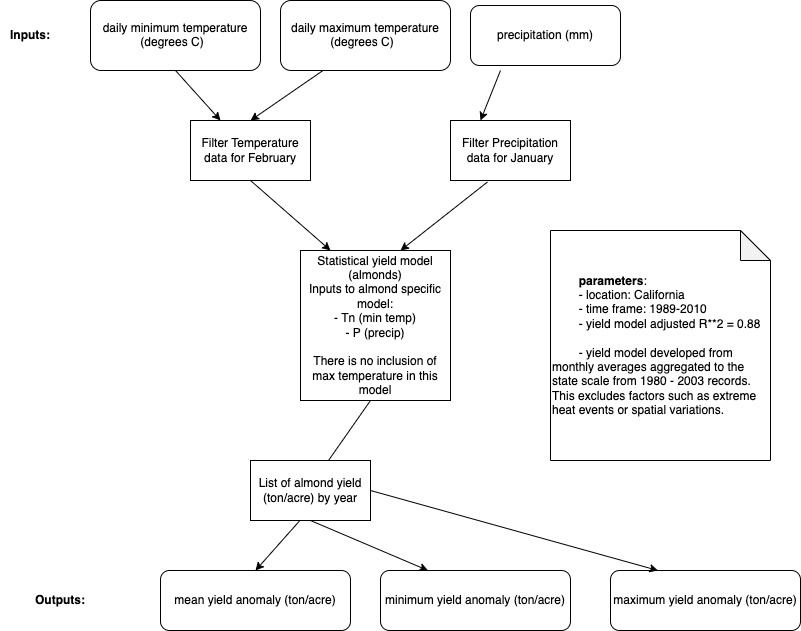 Inputs:
daily minimum temperature
(degrees C)
daily maximum temperature
(degrees C)
precipitation (mm)
Filter Temperature
data for February
Filter Precipitation
data for January
Statistical yield model
(almonds)
Inputs to almond specific
model:
- Tn (min temp)
- P (precip)
There is no inclusion of
max temperature in this
model
parameters:
- location: California
- time frame: 1989-2010
- yield model adjusted R**2 = 0.88
- yield model developed from
monthly averages aggregated to the
state scale from 1980 - 2003 records.
This excludes factors such as extreme
heat events or spatial variations.
List of almond yield
(ton/acre) by year
Outputs:
mean yield anomaly (ton/acre)
minimum yield anomaly (ton/acre)
maximum yield anomaly (ton/acre)